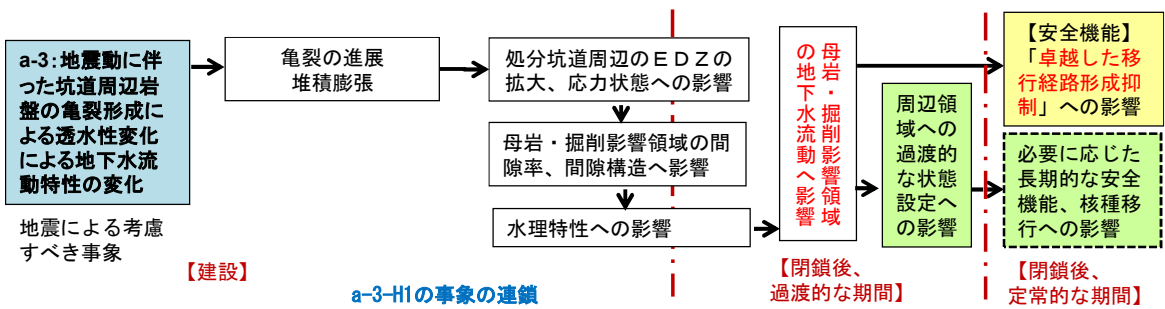 a-3:地震動に伴
った坑道周辺岩
盤の亀裂形成に
よる透水性変化
による地下水流
動特性の変化
地震による考慮
すべき事象
【建設】
亀裂の進展
堆積膨張
処分坑道周辺のEDZの
拡大、応力状態への影響
母岩・掘削影響領域の間
隙率、間隙構造へ影響
水理特性への影響
a-3-H1の事象の連鎖
母岩・掘削影響領域
の地下水流動へ影響
周辺領
域への
過渡的
な状態
設定へ
の影響
【閉鎖後、
過渡的な期間】
【安全機能】
「卓越した移
行経路形成抑
制」への影響
必要に応じた
長期的な安全
機能、核種移
行への影響
【閉鎖後、
定常的な期間】